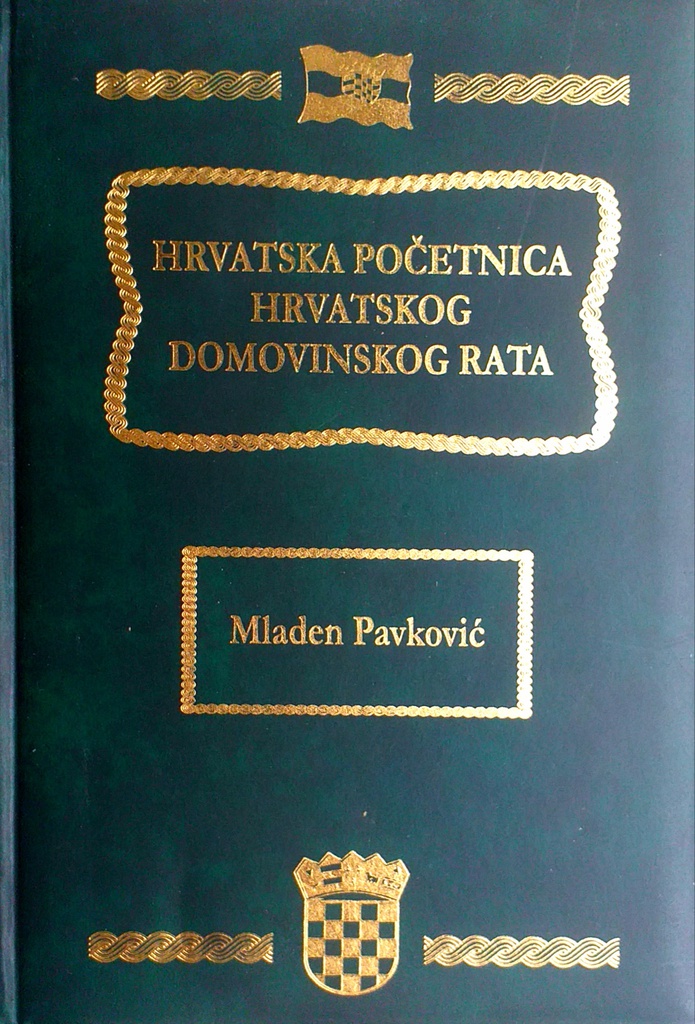 HRVATSKA POČETNICA
HRVATSKOG
DOMOVINSKOG RATA
Mladen Pavković